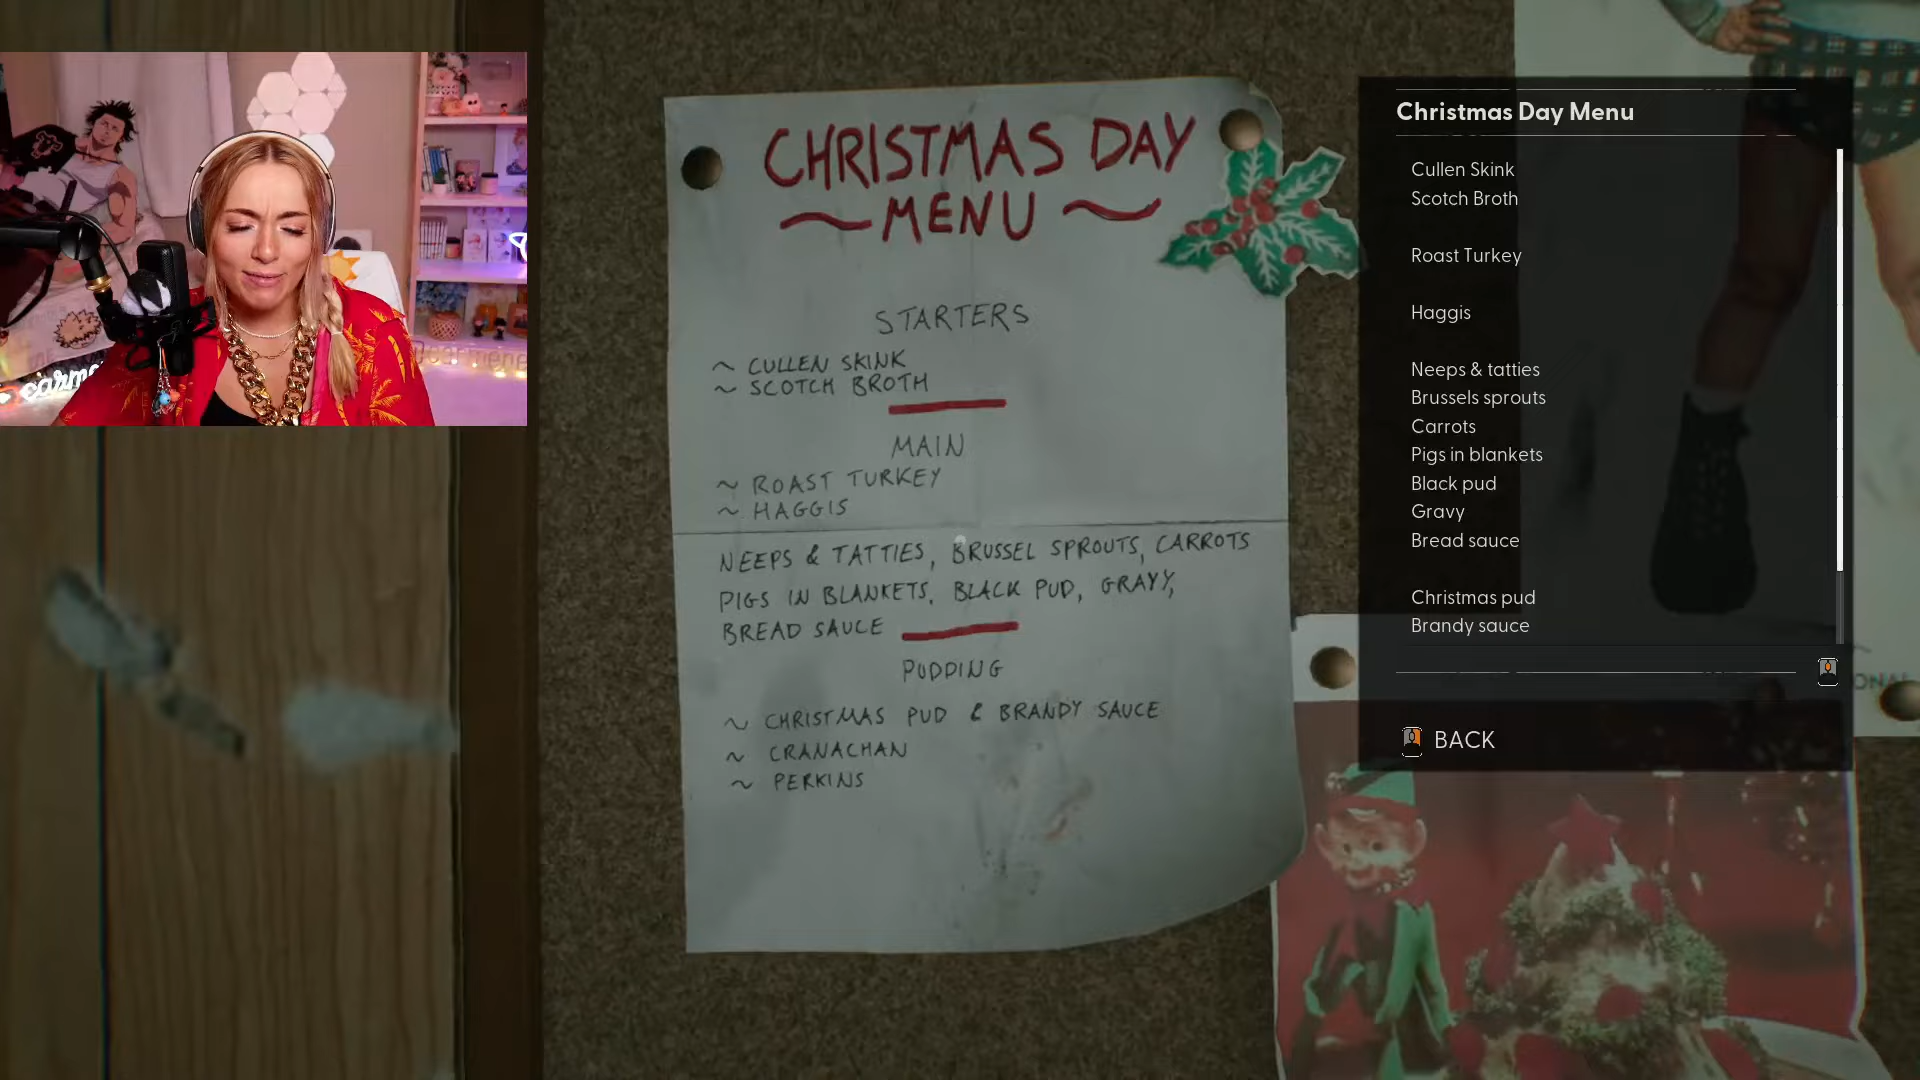 CHRISTMAS DAY
~ MENU ~
STARTERS
~ CULLEN SKINK
~ SCOTCH BROTH
MAIN
~ ROAST TURKEY
~ HAGGIS
NEEPS & TATTIES, BRUSSEL SPROUTS, CARROTS
PIGS IN BLANKETS, BLACK PUD, GRAVY,
BREAD SAUCE
PUDDING
~ CHRISTMAS PUD & BRANDY SAUCE
~ CRANACHAN
~ PERKINS
Christmas Day Menu
Cullen Skink
Scotch Broth
Roast Turkey
Haggis
Neeps & tatties
Brussels sprouts
Carrots
Pigs in blankets
Black pud
Gravy
Bread sauce
Christmas pud
Brandy sauce
BACK